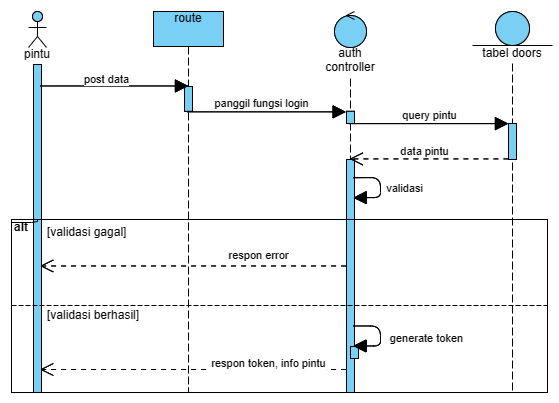 route
pintu
auth
controller
tabel doors
post data
panggil fungsi login
query pintu
data pintu
validasi
alt
[validasi gagal]
respon error
[validasi berhasil]
generate token
respon token, info pintu